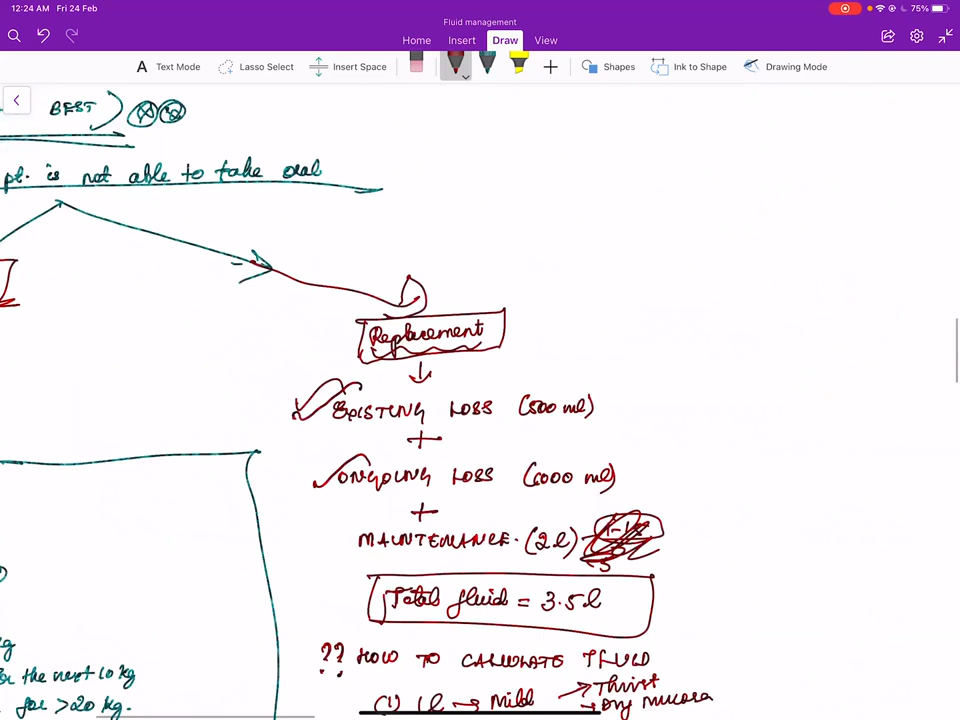 12:24 AM Fri 24 Feb
75%
Fluid management
Home Insert Draw View
Text Mode Lasso Select Insert Space Shapes Ink to Shape Drawing Mode
BEST
pt. is not able to take oral
Replacement
EXISTING LOSS (500 ml)
+
ONGOING LOSS (1000 ml)
+
MAINTENANCE. (2l)
Total fluid = 3.5l
?? HOW TO CALCULATE FLUID
(1) 1l → Mild → Thirst
→ Dry mucosa
for the next 10 kg
for >20 kg.